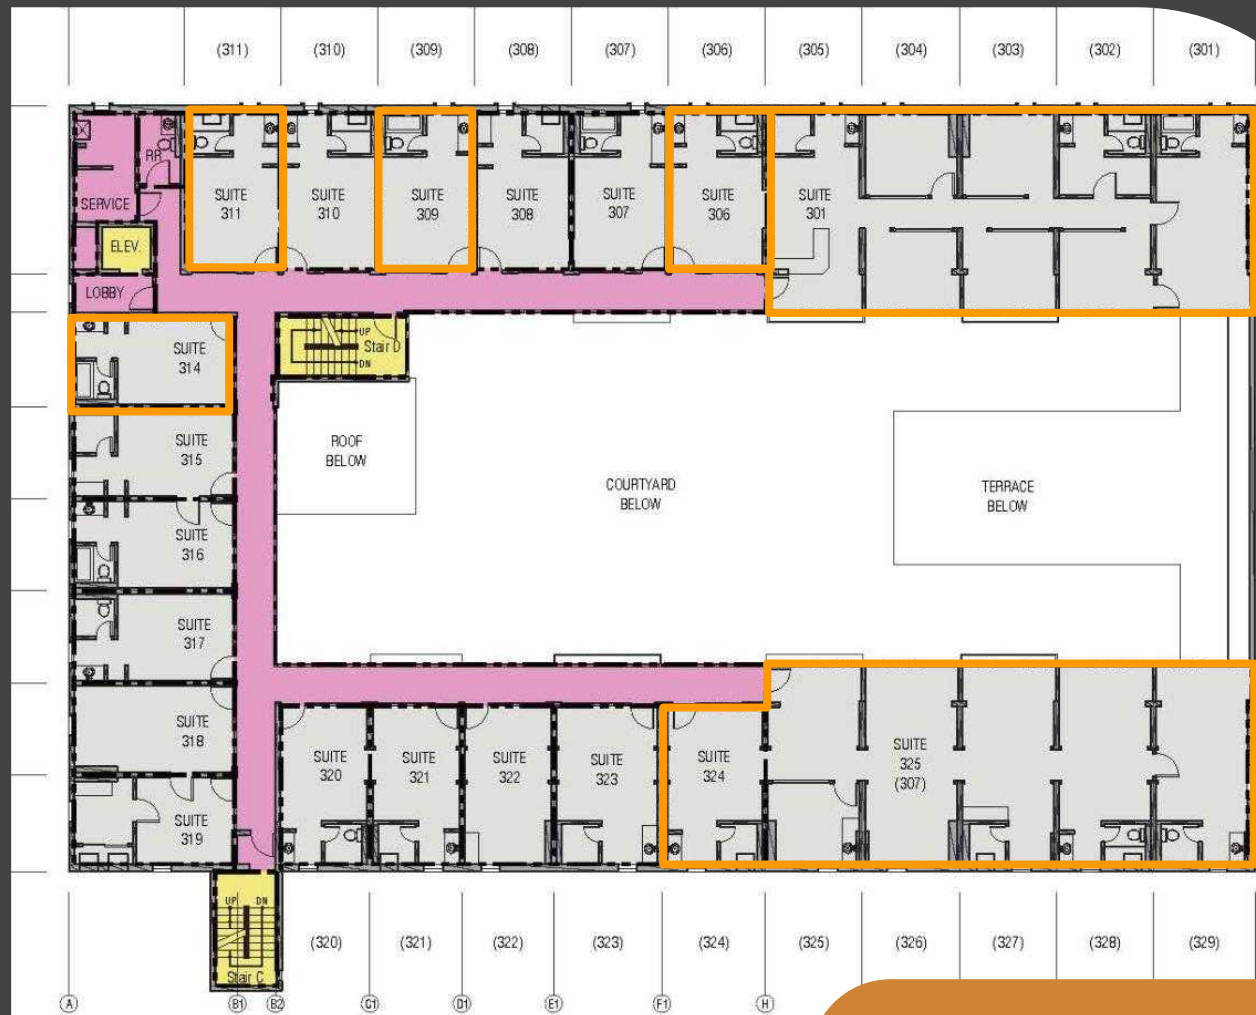 (311) (310) (309) (308) (307) (306) (305) (304) (303) (302) (301)
RR
SERVICE
ELEV.
LOBBY
SUITE
311
SUITE
310
SUITE
309
SUITE
308
SUITE
307
SUITE
306
SUITE
301
UP
Stair D
DN
SUITE
314
SUITE
315
SUITE
316
SUITE
317
SUITE
318
SUITE
319
ROOF
BELOW
COURTYARD
BELOW
TERRACE
BELOW
SUITE
320
SUITE
321
SUITE
322
SUITE
323
SUITE
324
SUITE
325
(307)
UP DN
Stair C
(320) (321) (322) (323) (324) (325) (326) (327) (328) (329)
A B1 B2 C1 D1 E1 F1 H